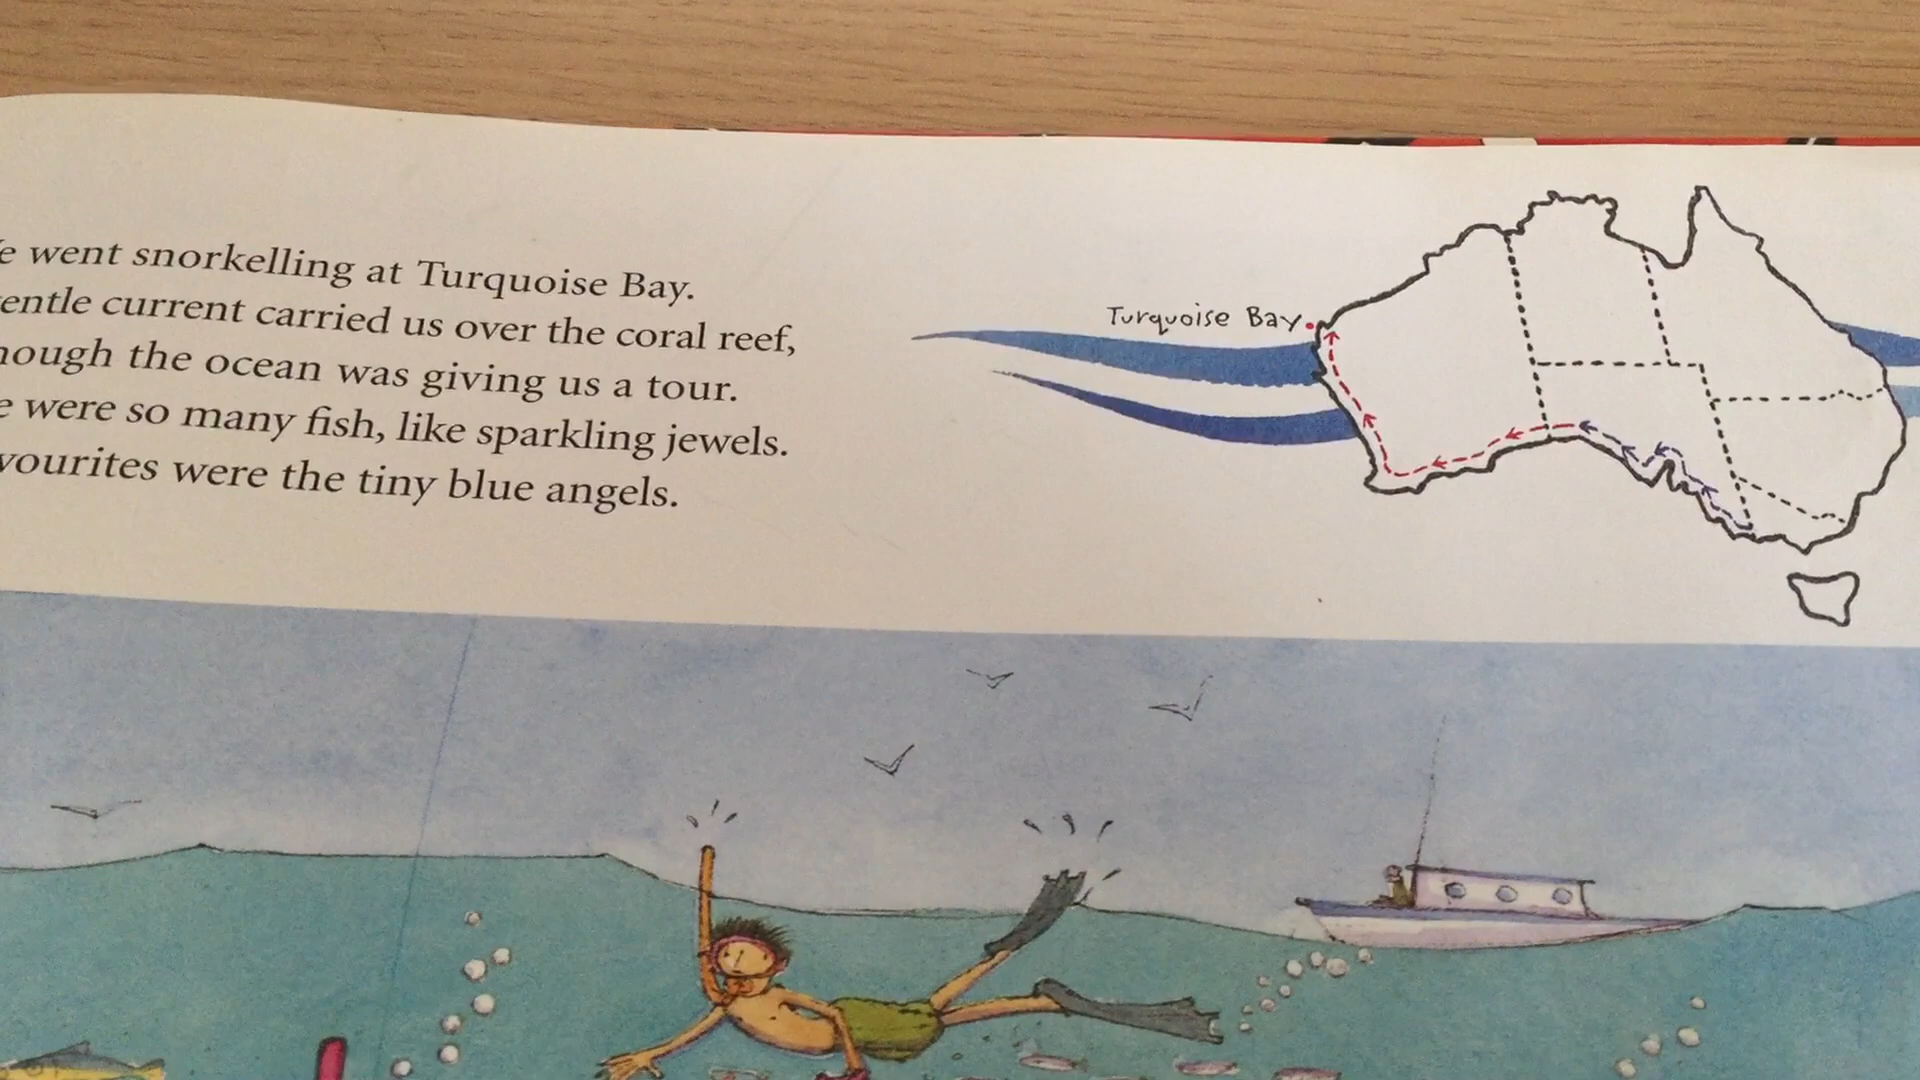 e went snorkelling at Turquoise Bay.
entle current carried us over the coral reef,
hough the ocean was giving us a tour.
e were so many fish, like sparkling jewels.
vourites were the tiny blue angels.
Turquoise Bay